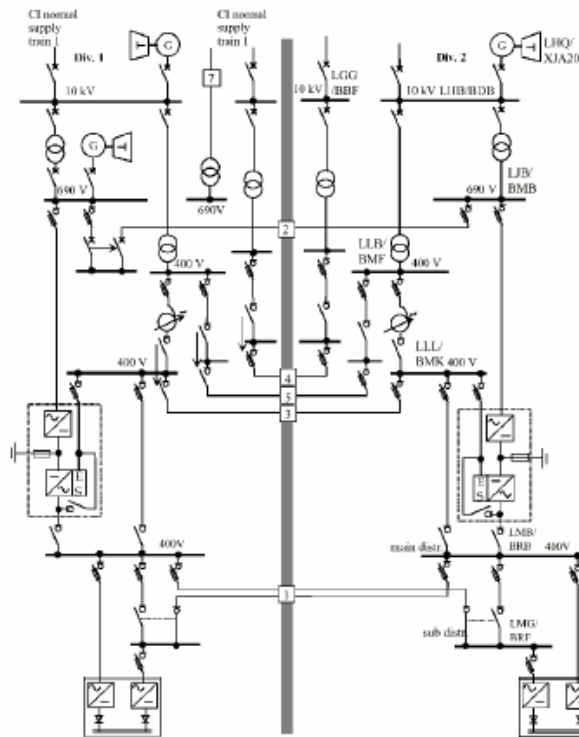 CI normal
supply
train 1
Div. 1
G
T
CI normal
supply
train 1
7
LGG
/BBF
Div. 2
G
T
LHQ/
XJA20
10 kV
10 kV
10 kV LHB/BDB
G
T
690 V
690V
LJB/
BMB
690 V
2
LLB/
BMF
400 V
400 V
LLL/
BMK
400 V
400 V
4
5
3
E
S
E
S
LMB/
BRB
400V
main distr.
400V
1
LMG/
BRF
sub distr.